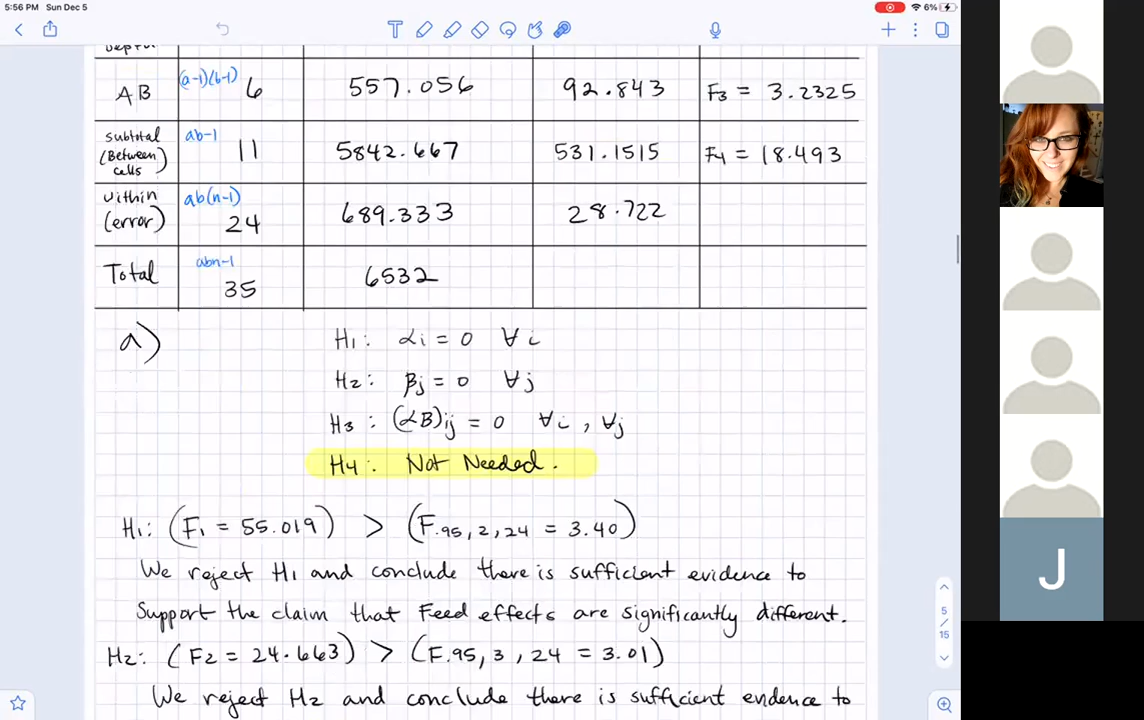 5:56 PM Sun Dec 5
6%
Depth
AB (a-1)(b-1) 6 557.056 92.843 F3 = 3.2325
Subtotal (Between cells) ab-1 11 5842.667 531.1515 F4 = 18.493
within (error) ab(n-1) 24 689.333 28.722
Total abn-1 35 6532
a) H1: αi = 0 ∀i
H2: βj = 0 ∀j
H3: (αB)ij = 0 ∀i, ∀j
H4: Not Needed.
H1: (F1 = 55.019) > (F.95, 2, 24 = 3.40)
We reject H1 and conclude there is sufficient evidence to
Support the claim that Feed effects are significantly different.
H2: (F2 = 24.663) > (F.95, 3, 24 = 3.01)
We reject H2 and conclude there is sufficient evidence to
5
/
15
J